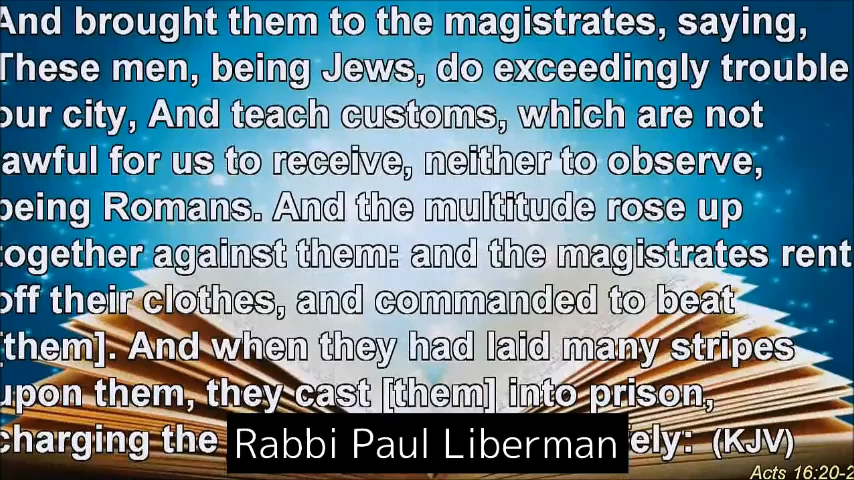 And brought them to the magistrates, saying,
These men, being Jews, do exceedingly trouble
our city, And teach customs, which are not
lawful for us to receive, neither to observe,
being Romans. And the multitude rose up
together against them: and the magistrates rent
off their clothes, and commanded to beat
[them]. And when they had laid many stripes
upon them, they cast [them] into prison,
charging the ely: (KJV)
Rabbi Paul Liberman
Acts 16:20-2